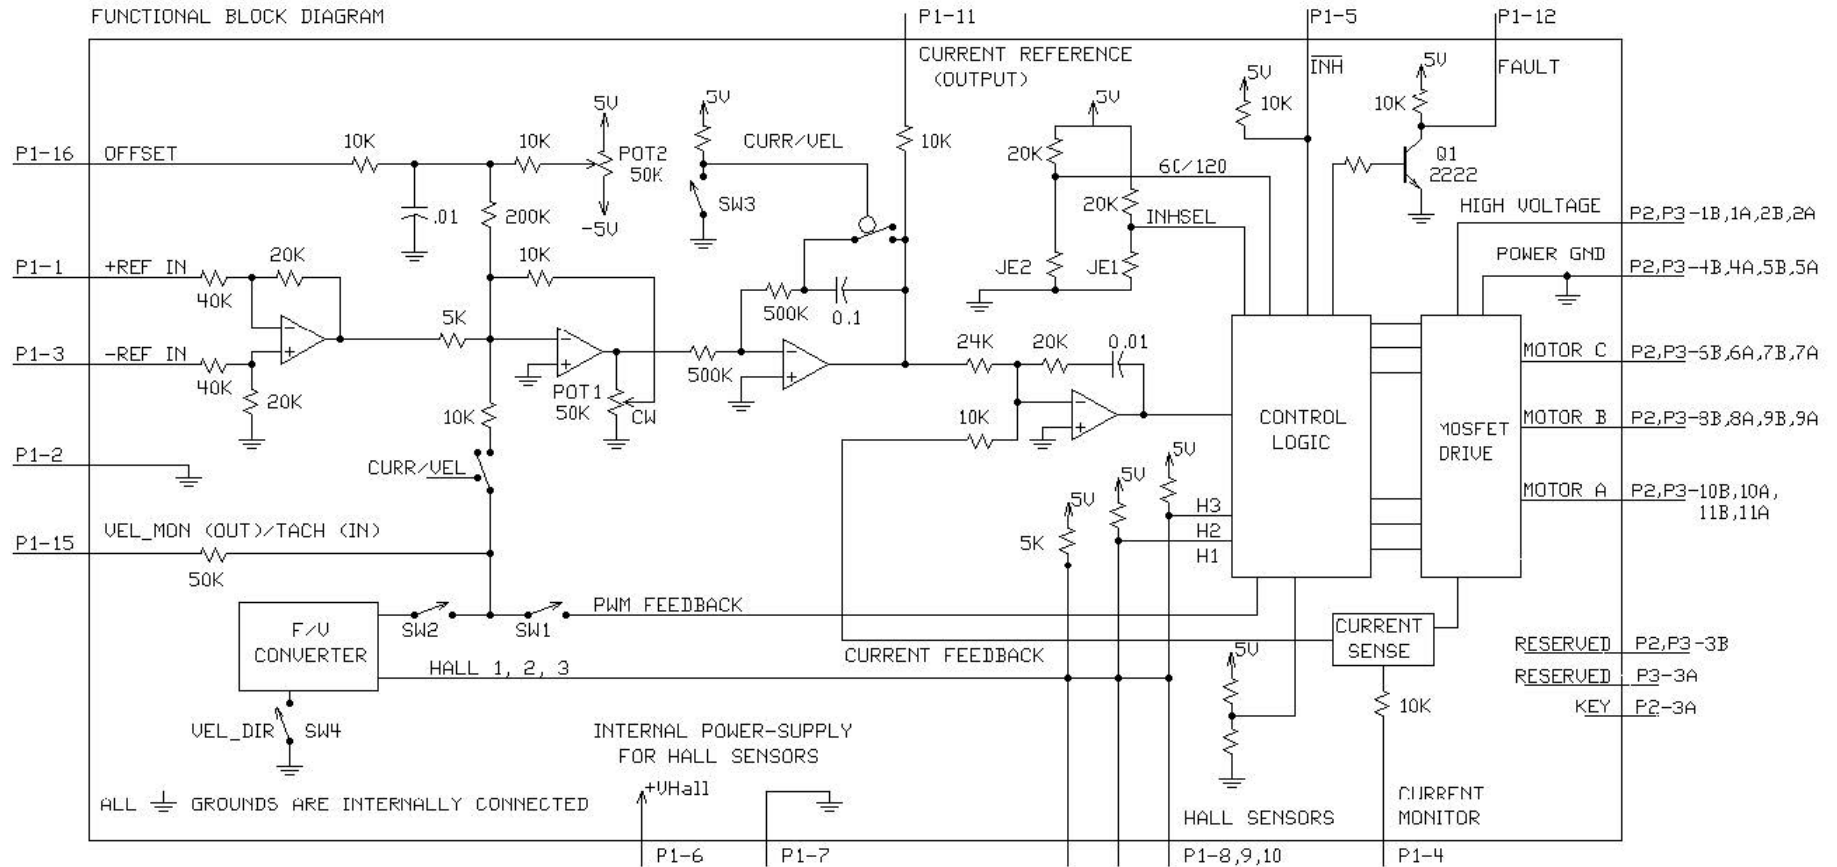 FUNCTIONAL BLOCK DIAGRAM
P1-11
P1-5
P1-12
CURRENT REFERENCE
(OUTPUT)
INH
FAULT
5V
10K
5V
10K
5V
5V
5V
P1-16
OFFSET
10K
10K
POT2
50K
-5V
CURR/VEL
10K
20K
60/120
Q1
2222
.01
200K
SW3
20K
INHSEL
HIGH VOLTAGE
P2,P3-1B,1A,2B,2A
P1-1
+REF IN
20K
40K
10K
500K
0.1
JE2
JE1
POWER GND
P2,P3-4B,4A,5B,5A
5K
P1-3
-REF IN
40K
20K
500K
24K
20K
0.01
MOTOR C
P2,P3-6B,6A,7B,7A
POT1
50K
CW
10K
10K
CONTROL
LOGIC
MOSFET
DRIVE
MOTOR B
P2,P3-8B,8A,9B,9A
P1-2
CURR/VEL
5V
5V
5V
MOTOR A
P2,P3-10B,10A,
11B,11A
H3
H2
H1
P1-15
VEL_MON (OUT)/TACH (IN)
50K
5K
F/V
CONVERTER
SW2
SW1
PWM FEEDBACK
CURRENT FEEDBACK
CURRENT
SENSE
HALL 1, 2, 3
5V
RESERVED
P2,P3-3B
RESERVED
P3-3A
KEY
P2-3A
10K
VEL_DIR
SW4
INTERNAL POWER-SUPPLY
FOR HALL SENSORS
+VHall
ALL GROUNDS ARE INTERNALLY CONNECTED
HALL SENSORS
CURRENT
MONITOR
P1-6
P1-7
P1-8,9,10
P1-4